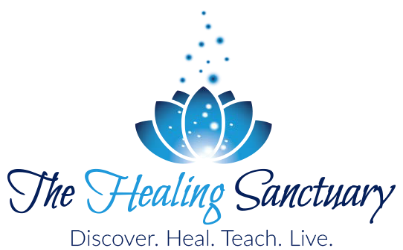 The Healing Sanctuary
Discover. Heal. Teach. Live.